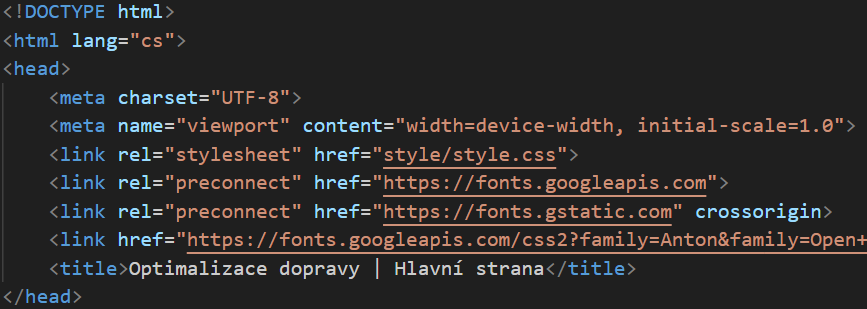 <!DOCTYPE html>
<html lang="cs">
<head>
    <meta charset="UTF-8">
    <meta name="viewport" content="width=device-width, initial-scale=1.0">
    <link rel="stylesheet" href="style/style.css">
    <link rel="preconnect" href="https://fonts.googleapis.com">
    <link rel="preconnect" href="https://fonts.gstatic.com" crossorigin>
    <link href="https://fonts.googleapis.com/css2?family=Anton&family=Open+
    <title>Optimalizace dopravy | Hlavní strana</title>
</head>